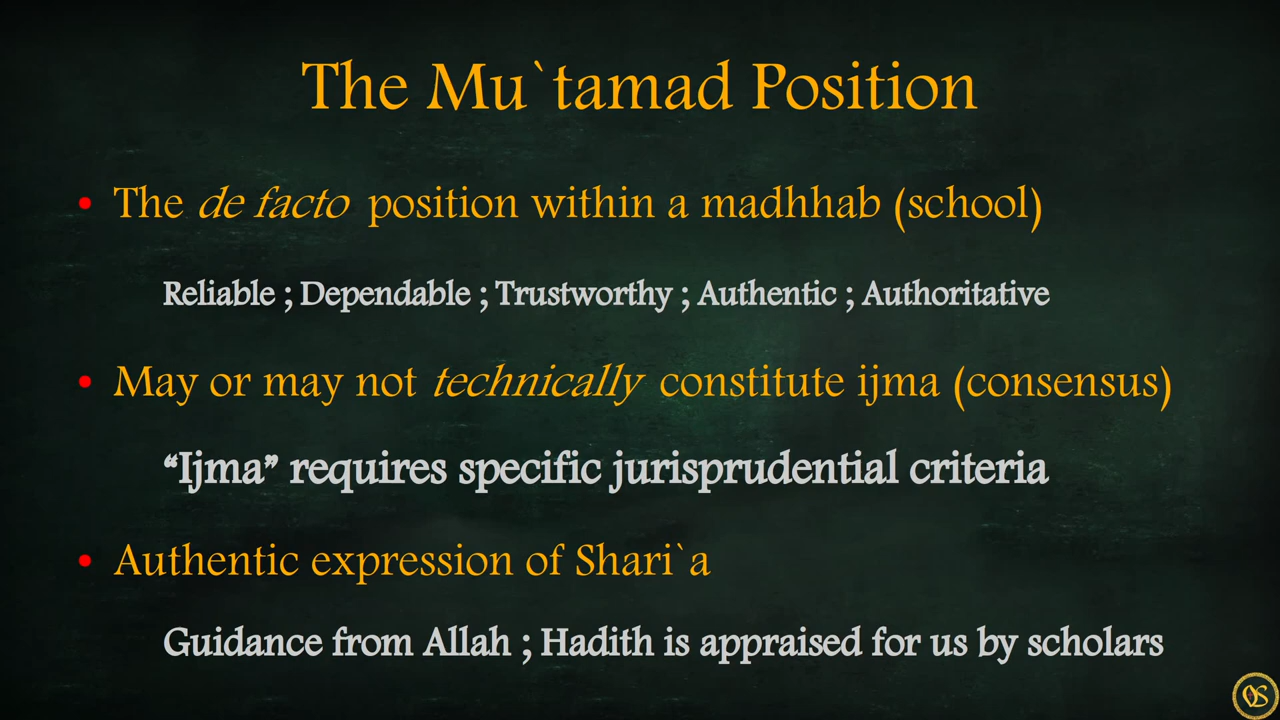 The Mu`tamad Position
• The de facto position within a madhhab (school)
Reliable ; Dependable ; Trustworthy ; Authentic ; Authoritative
• May or may not technically constitute ijma (consensus)
“Ijma” requires specific jurisprudential criteria
• Authentic expression of Shari`a
Guidance from Allah ; Hadith is appraised for us by scholars